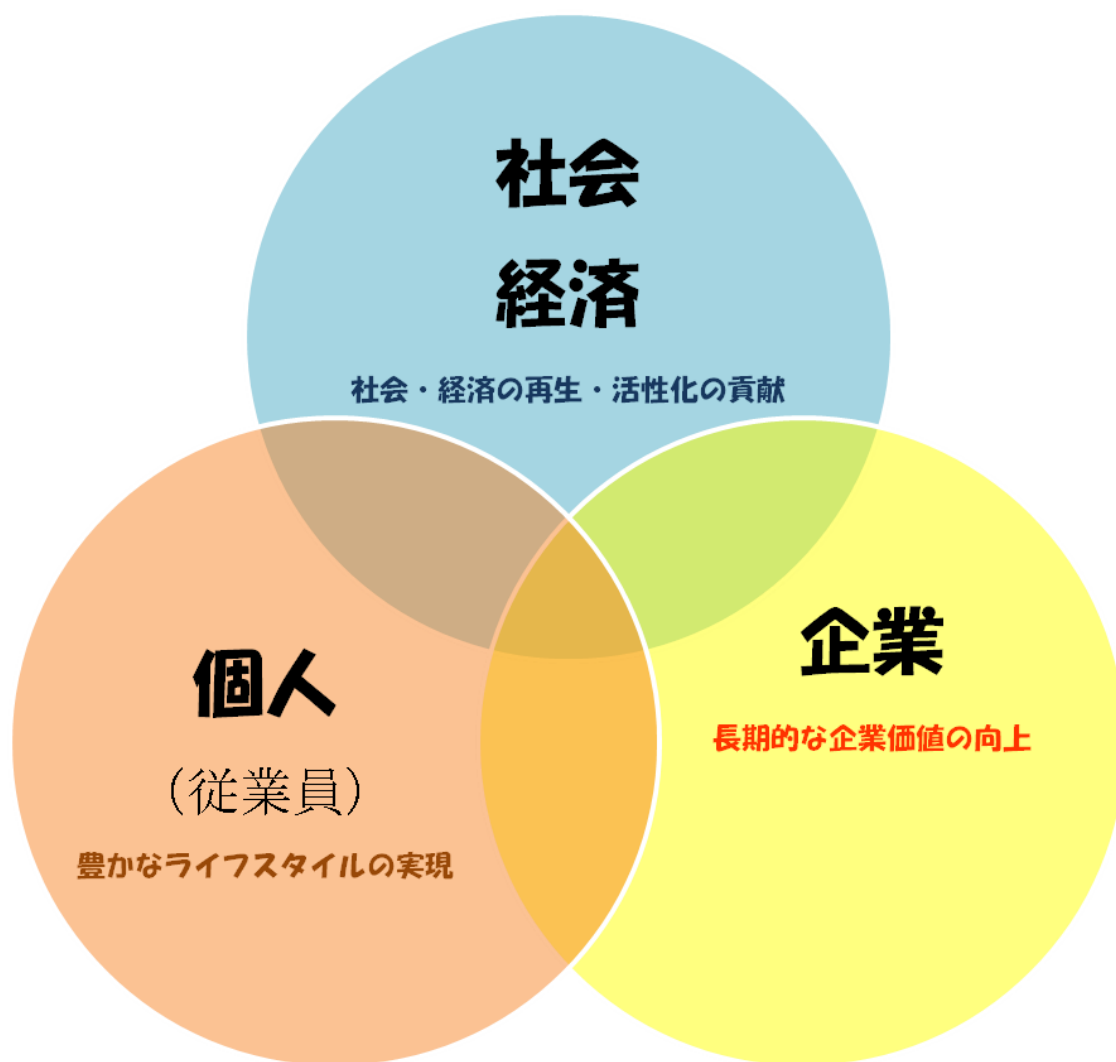 社会
経済
社会・経済の再生・活性化の貢献
個人
（従業員）
豊かなライフスタイルの実現
企業
長期的な企業価値の向上